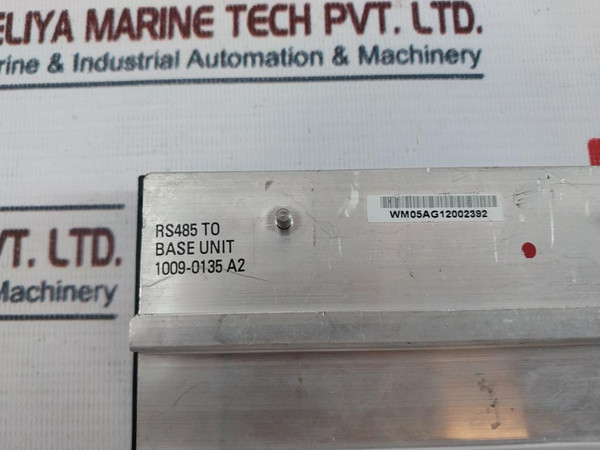 ELIYA MARINE TECH PVT. LTD.
rine & Industrial Automation & Machinery
WM05AG12002392
RS485 TO
BASE UNIT
1009-0135 A2
VT. LTD.
Machinery